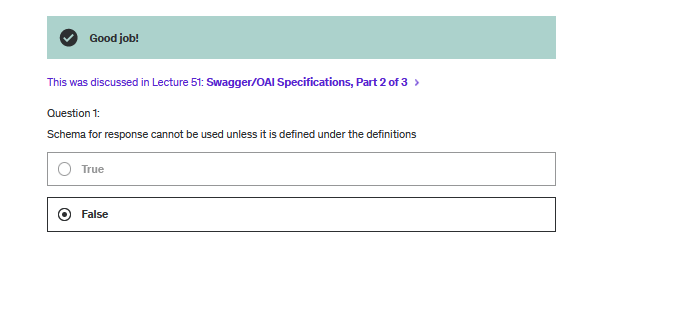 Good job!
This was discussed in Lecture 51: Swagger/OAI Specifications, Part 2 of 3 >
Question 1:
Schema for response cannot be used unless it is defined under the definitions
True
False